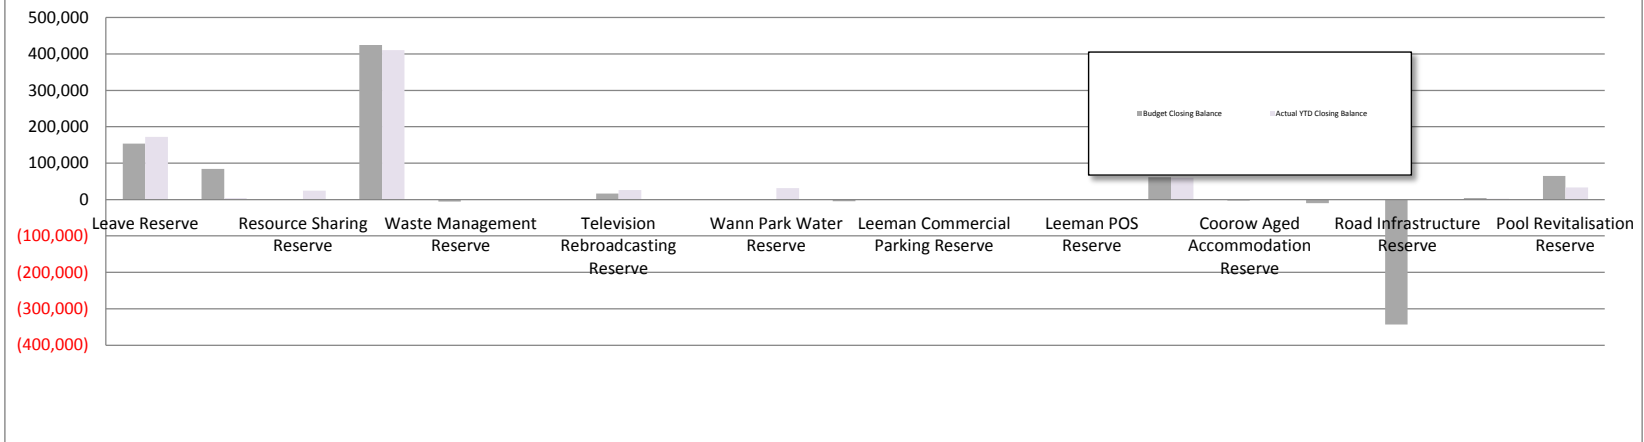 500,000
400,000
300,000
200,000
100,000
0
(100,000)
(200,000)
(300,000)
(400,000)
Budget Closing Balance
Actual YTD Closing Balance
Leave Reserve
Resource Sharing
Reserve
Waste Management
Reserve
Television
Rebroadcasting
Reserve
Wann Park Water
Reserve
Leeman Commercial
Parking Reserve
Leeman POS
Reserve
Coorow Aged
Accommodation
Reserve
Road Infrastructure
Reserve
Pool Revitalisation
Reserve